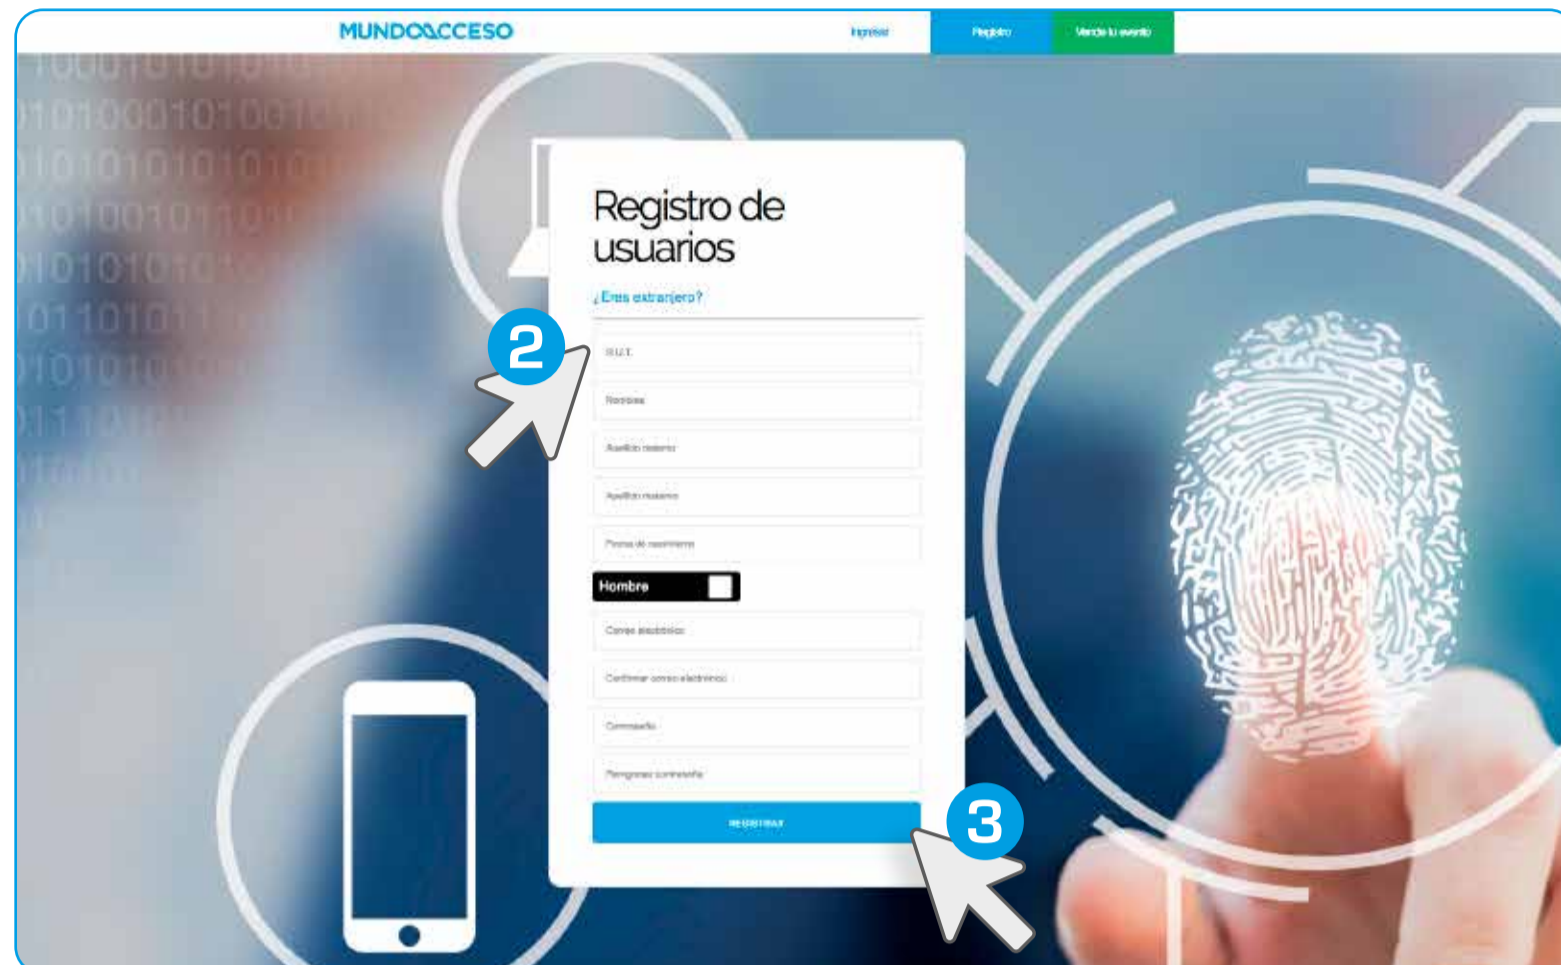 MUNDOACCESO
Ingresar
Registro
Vende tu evento
Registro de
usuarios
¿Eres extranjero?
2
R.U.T.
Nombres
Apellido paterno
Apellido materno
Fecha de nacimiento
Hombre
Correo electrónico
Confirmar correo electrónico
Contraseña
Reingresar contraseña
REGISTRAR
3